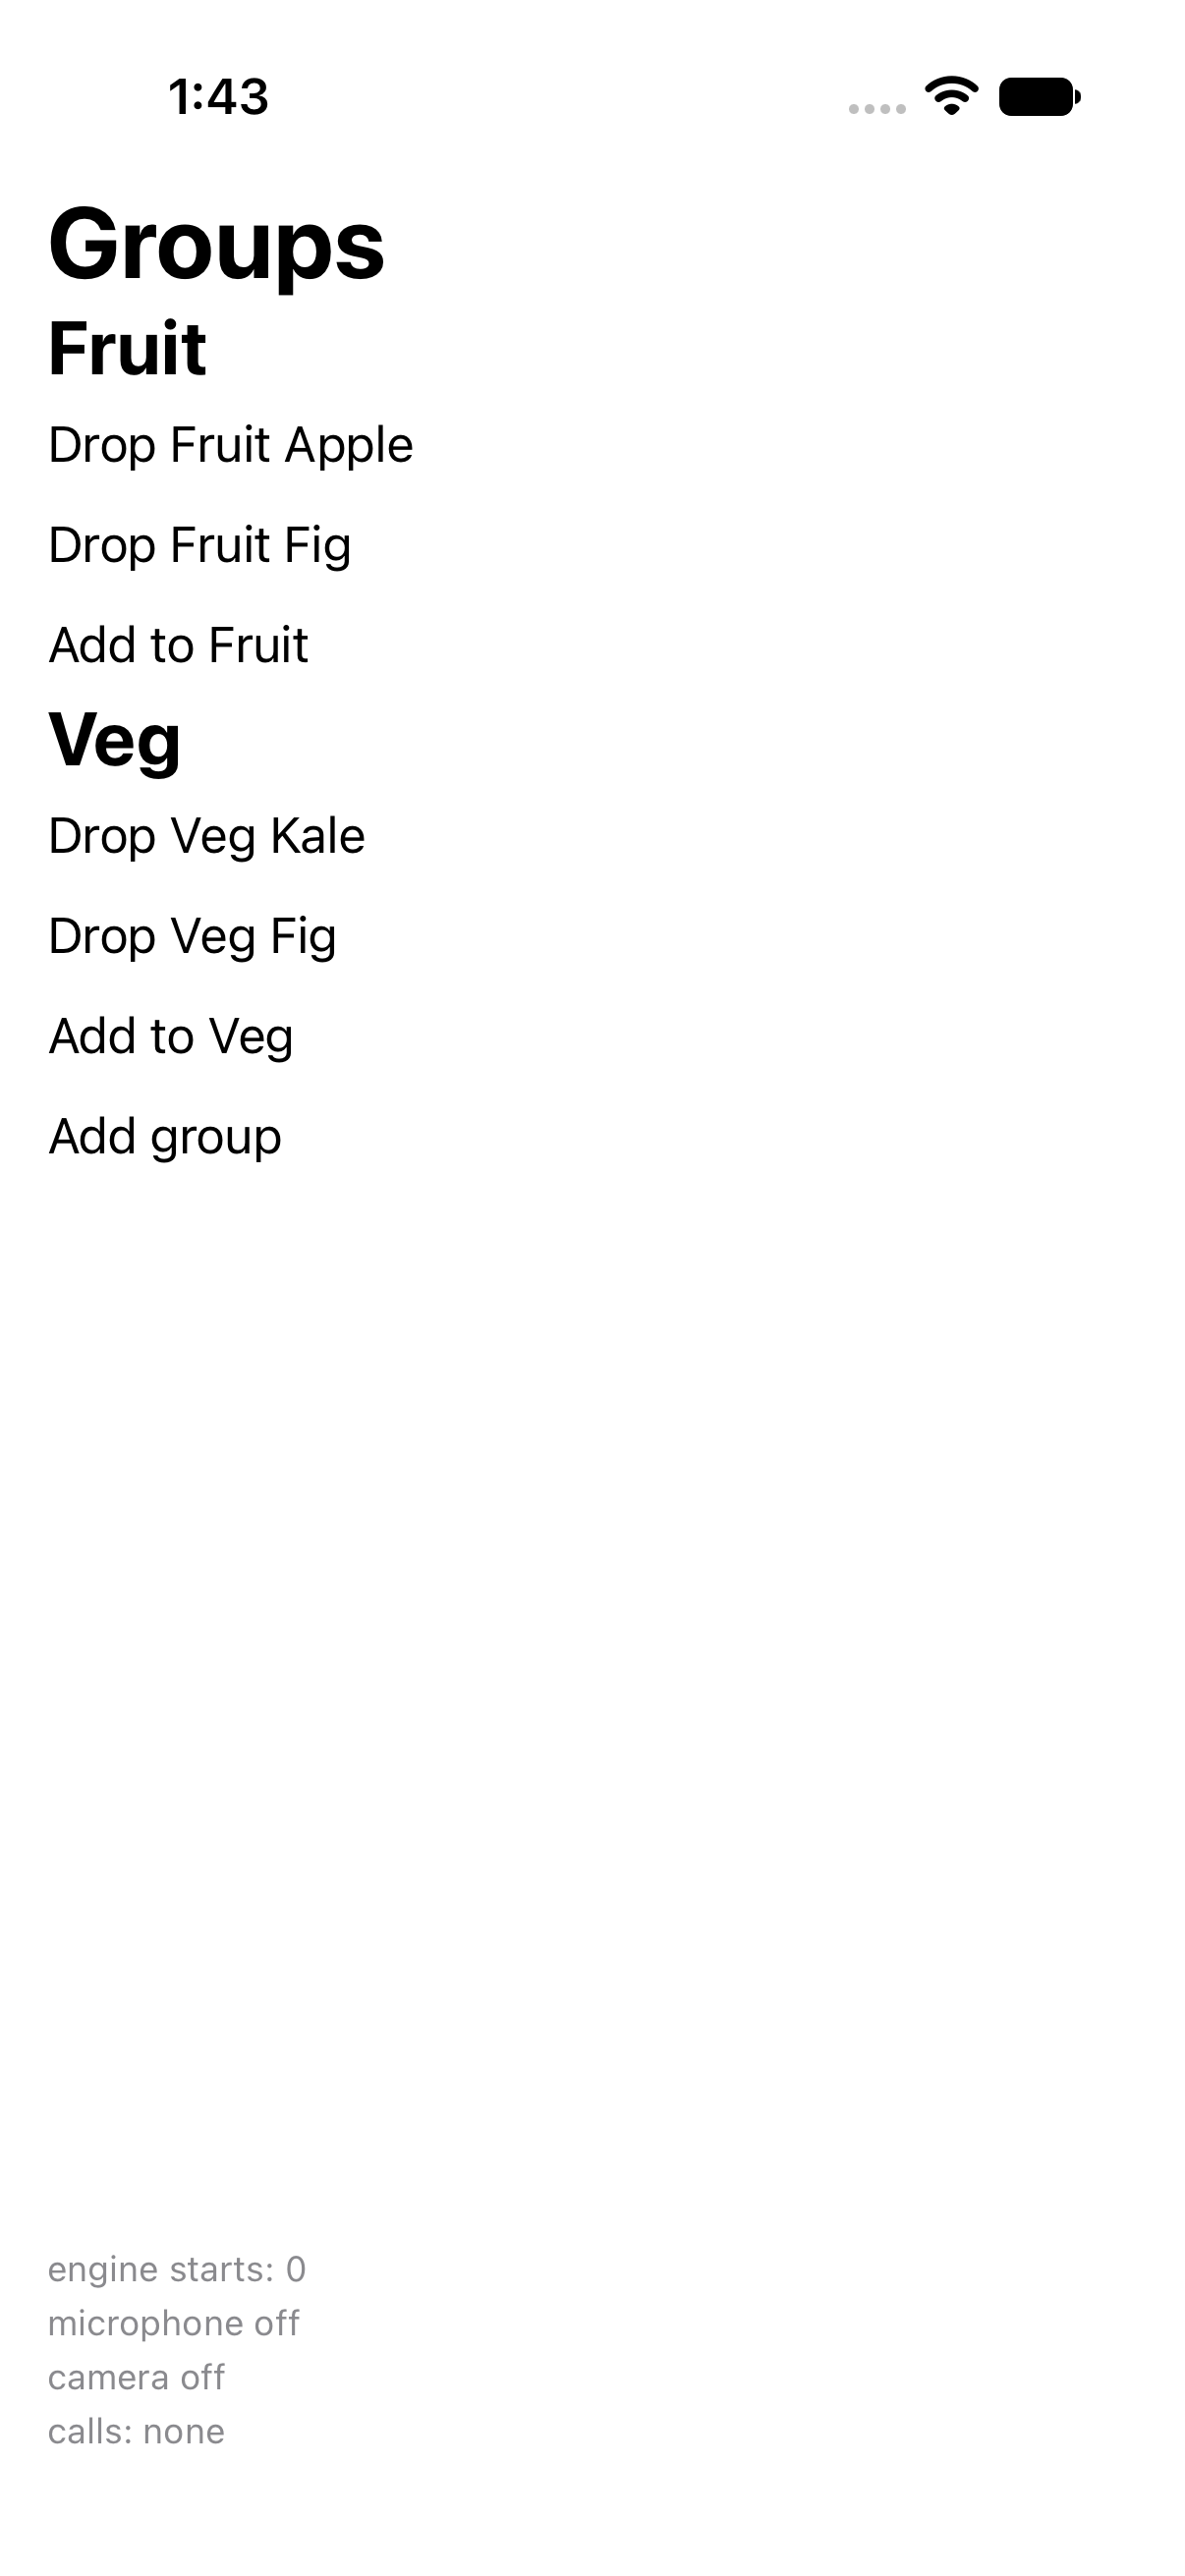 1:43
Groups
Fruit
Drop Fruit Apple
Drop Fruit Fig
Add to Fruit
Veg
Drop Veg Kale
Drop Veg Fig
Add to Veg
Add group
engine starts: 0
microphone off
camera off
calls: none